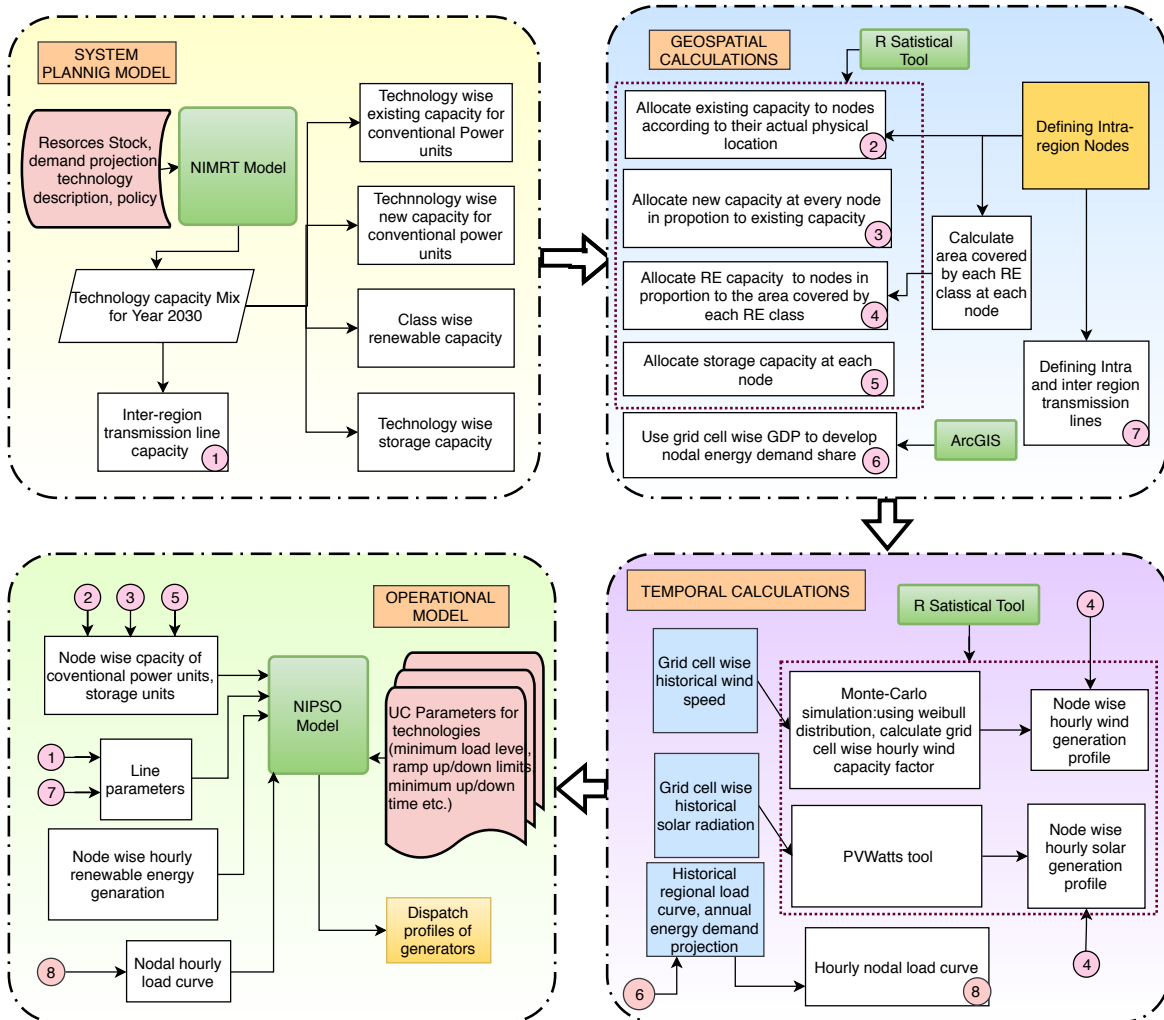 SYSTEM
PLANNIG MODEL
Resorces Stock,
demand projection
technology
description, policy
NIMRT Model
Technology wise
existing capacity for
conventional Power
units
Technnology wise
new capacity for
conventional power
units
Technology capacity Mix
for Year 2030
Class wise
renewable capacity
Inter-region
transmission line
capacity
1
Technology wise
storage capacity
GEOSPATIAL
CALCULATIONS
R Satistical
Tool
Allocate existing capacity to nodes
according to their actual physical
location
2
Defining Intra-
region Nodes
Allocate new capacity at every node
in propotion to existing capacity
3
Calculate
area covered
by each RE
class at each
node
Allocate RE capacity to nodes in
proportion to the area covered by
each RE class
4
Allocate storage capacity at each
node
5
Defining Intra
and inter region
transmission
lines
7
Use grid cell wise GDP to develop
nodal energy demand share
6
ArcGIS
2
3
5
OPERATIONAL
MODEL
Node wise cpacity of
coventional power units,
storage units
NIPSO
Model
UC Parameters for
technologies
(minimum load level,
ramp up/down limits
minimum up/down
time etc.)
1
7
Line
parameters
Node wise hourly
renewable energy
genaration
Dispatch
profiles of
generators
8
Nodal hourly
load curve
TEMPORAL CALCULATIONS
R Satistical
Tool
4
Grid cell wise
historical wind
speed
Monte-Carlo
simulation:using weibull
distribution, calculate grid
cell wise hourly wind
capacity factor
Node wise
hourly wind
generation
profile
Grid cell wise
historical
solar radiation
PVWatts tool
Node wise
hourly solar
generation
profile
Historical
regional load
curve, annual
energy demand
projection
4
6
Hourly nodal load curve
8